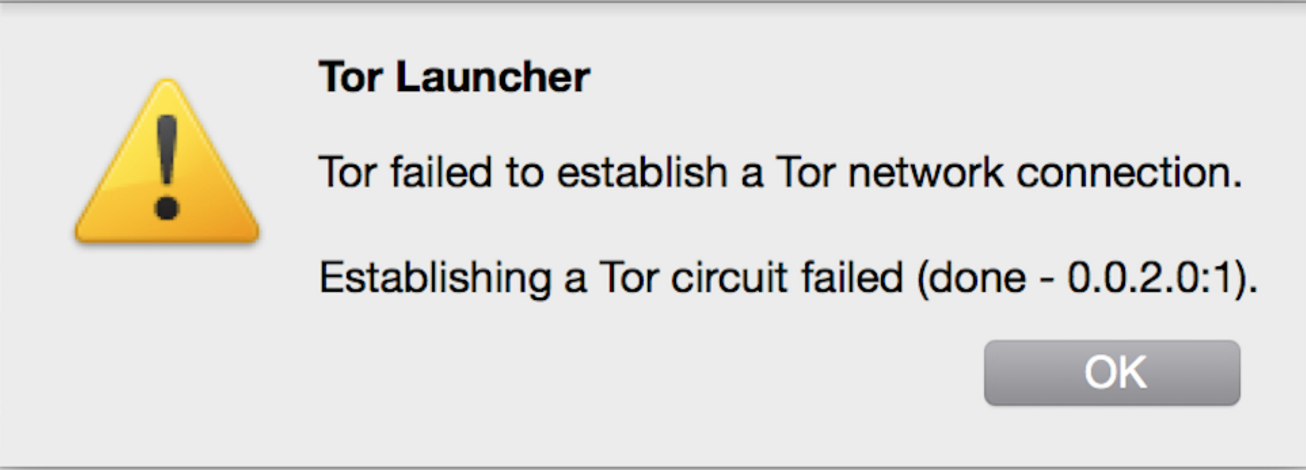 Tor Launcher
Tor failed to establish a Tor network connection.
Establishing a Tor circuit failed (done - 0.0.2.0:1).
OK